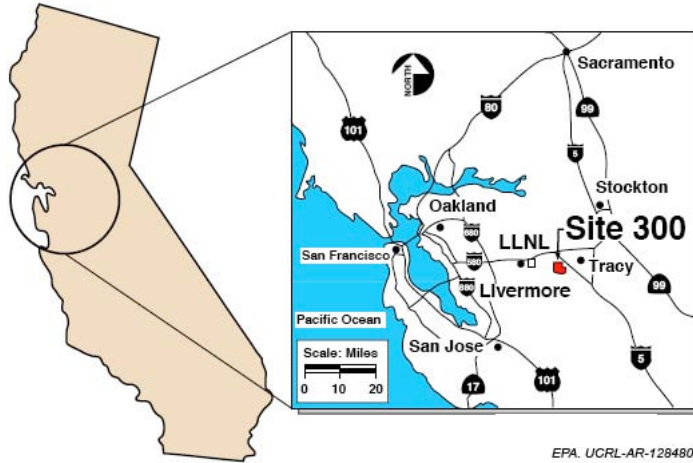 NORTH
Sacramento
80
99
101
5
Stockton
Oakland
680
Site 300
LLNL
San Francisco
580
Tracy
Livermore
880
99
Pacific Ocean
San Jose
Scale: Miles
0 10 20
17
101
5
EPA. UCRL-AR-128480